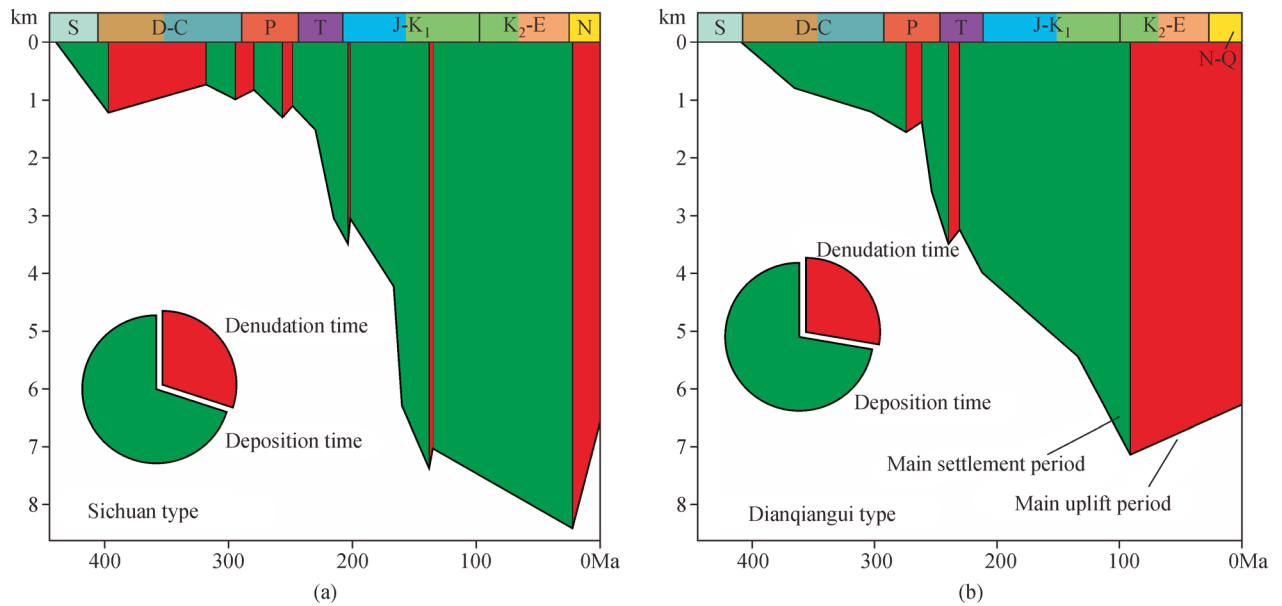 km
S D-C P T J-K₁ K₂-E N
0
1
2
3
4
5
6
7
8
Denudation time
Deposition time
Sichuan type
400 300 200 100 0Ma
(a)
km
S D-C P T J-K₁ K₂-E
N-Q
0
1
2
3
4
5
6
7
8
Denudation time
Deposition time
Main settlement period
Main uplift period
Dianqiangui type
400 300 200 100 0Ma
(b)